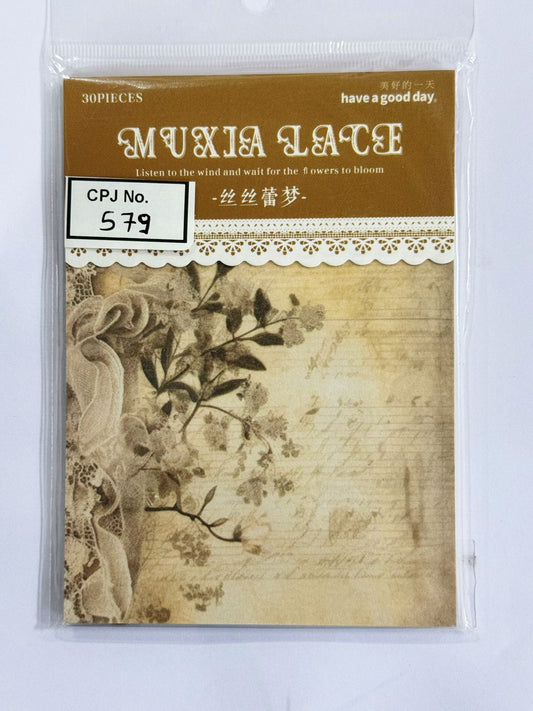 30PIECES
美好的一天
have a good day®
MUXIA LACE
Listen to the wind and wait for the flowers to bloom
-丝丝蕾梦-
CPJ No.
579